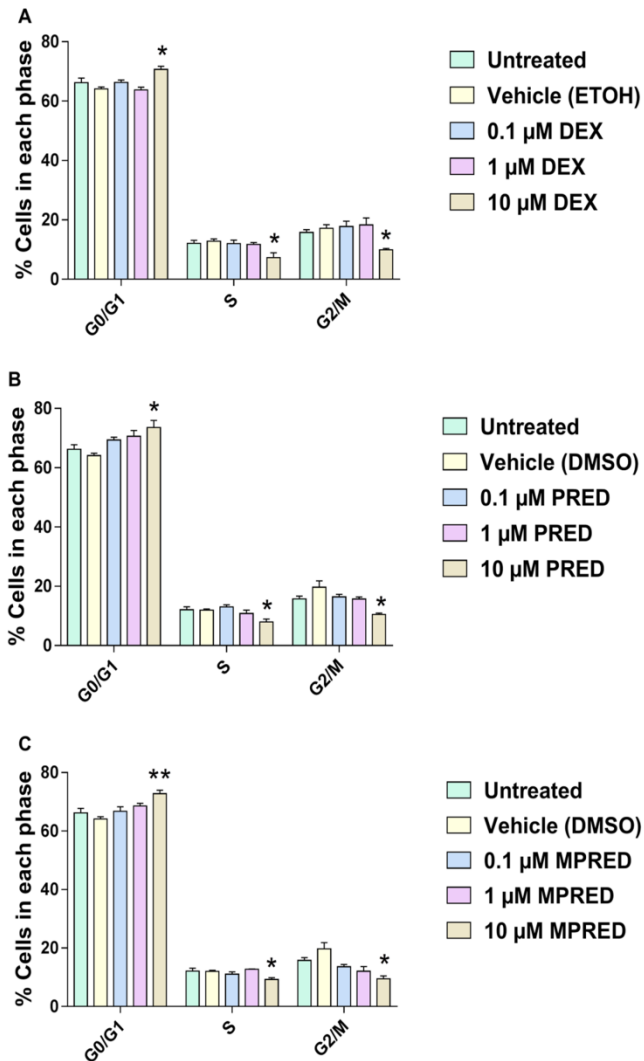 A
% Cells in each phase
80
60
40
20
0
*
*
*
G0/G1
S
G2/M
Untreated
Vehicle (ETOH)
0.1 µM DEX
1 µM DEX
10 µM DEX
B
% Cells in each phase
80
60
40
20
0
*
*
*
G0/G1
S
G2/M
Untreated
Vehicle (DMSO)
0.1 µM PRED
1 µM PRED
10 µM PRED
C
% Cells in each phase
80
60
40
20
0
**
*
*
G0/G1
S
G2/M
Untreated
Vehicle (DMSO)
0.1 µM MPRED
1 µM MPRED
10 µM MPRED